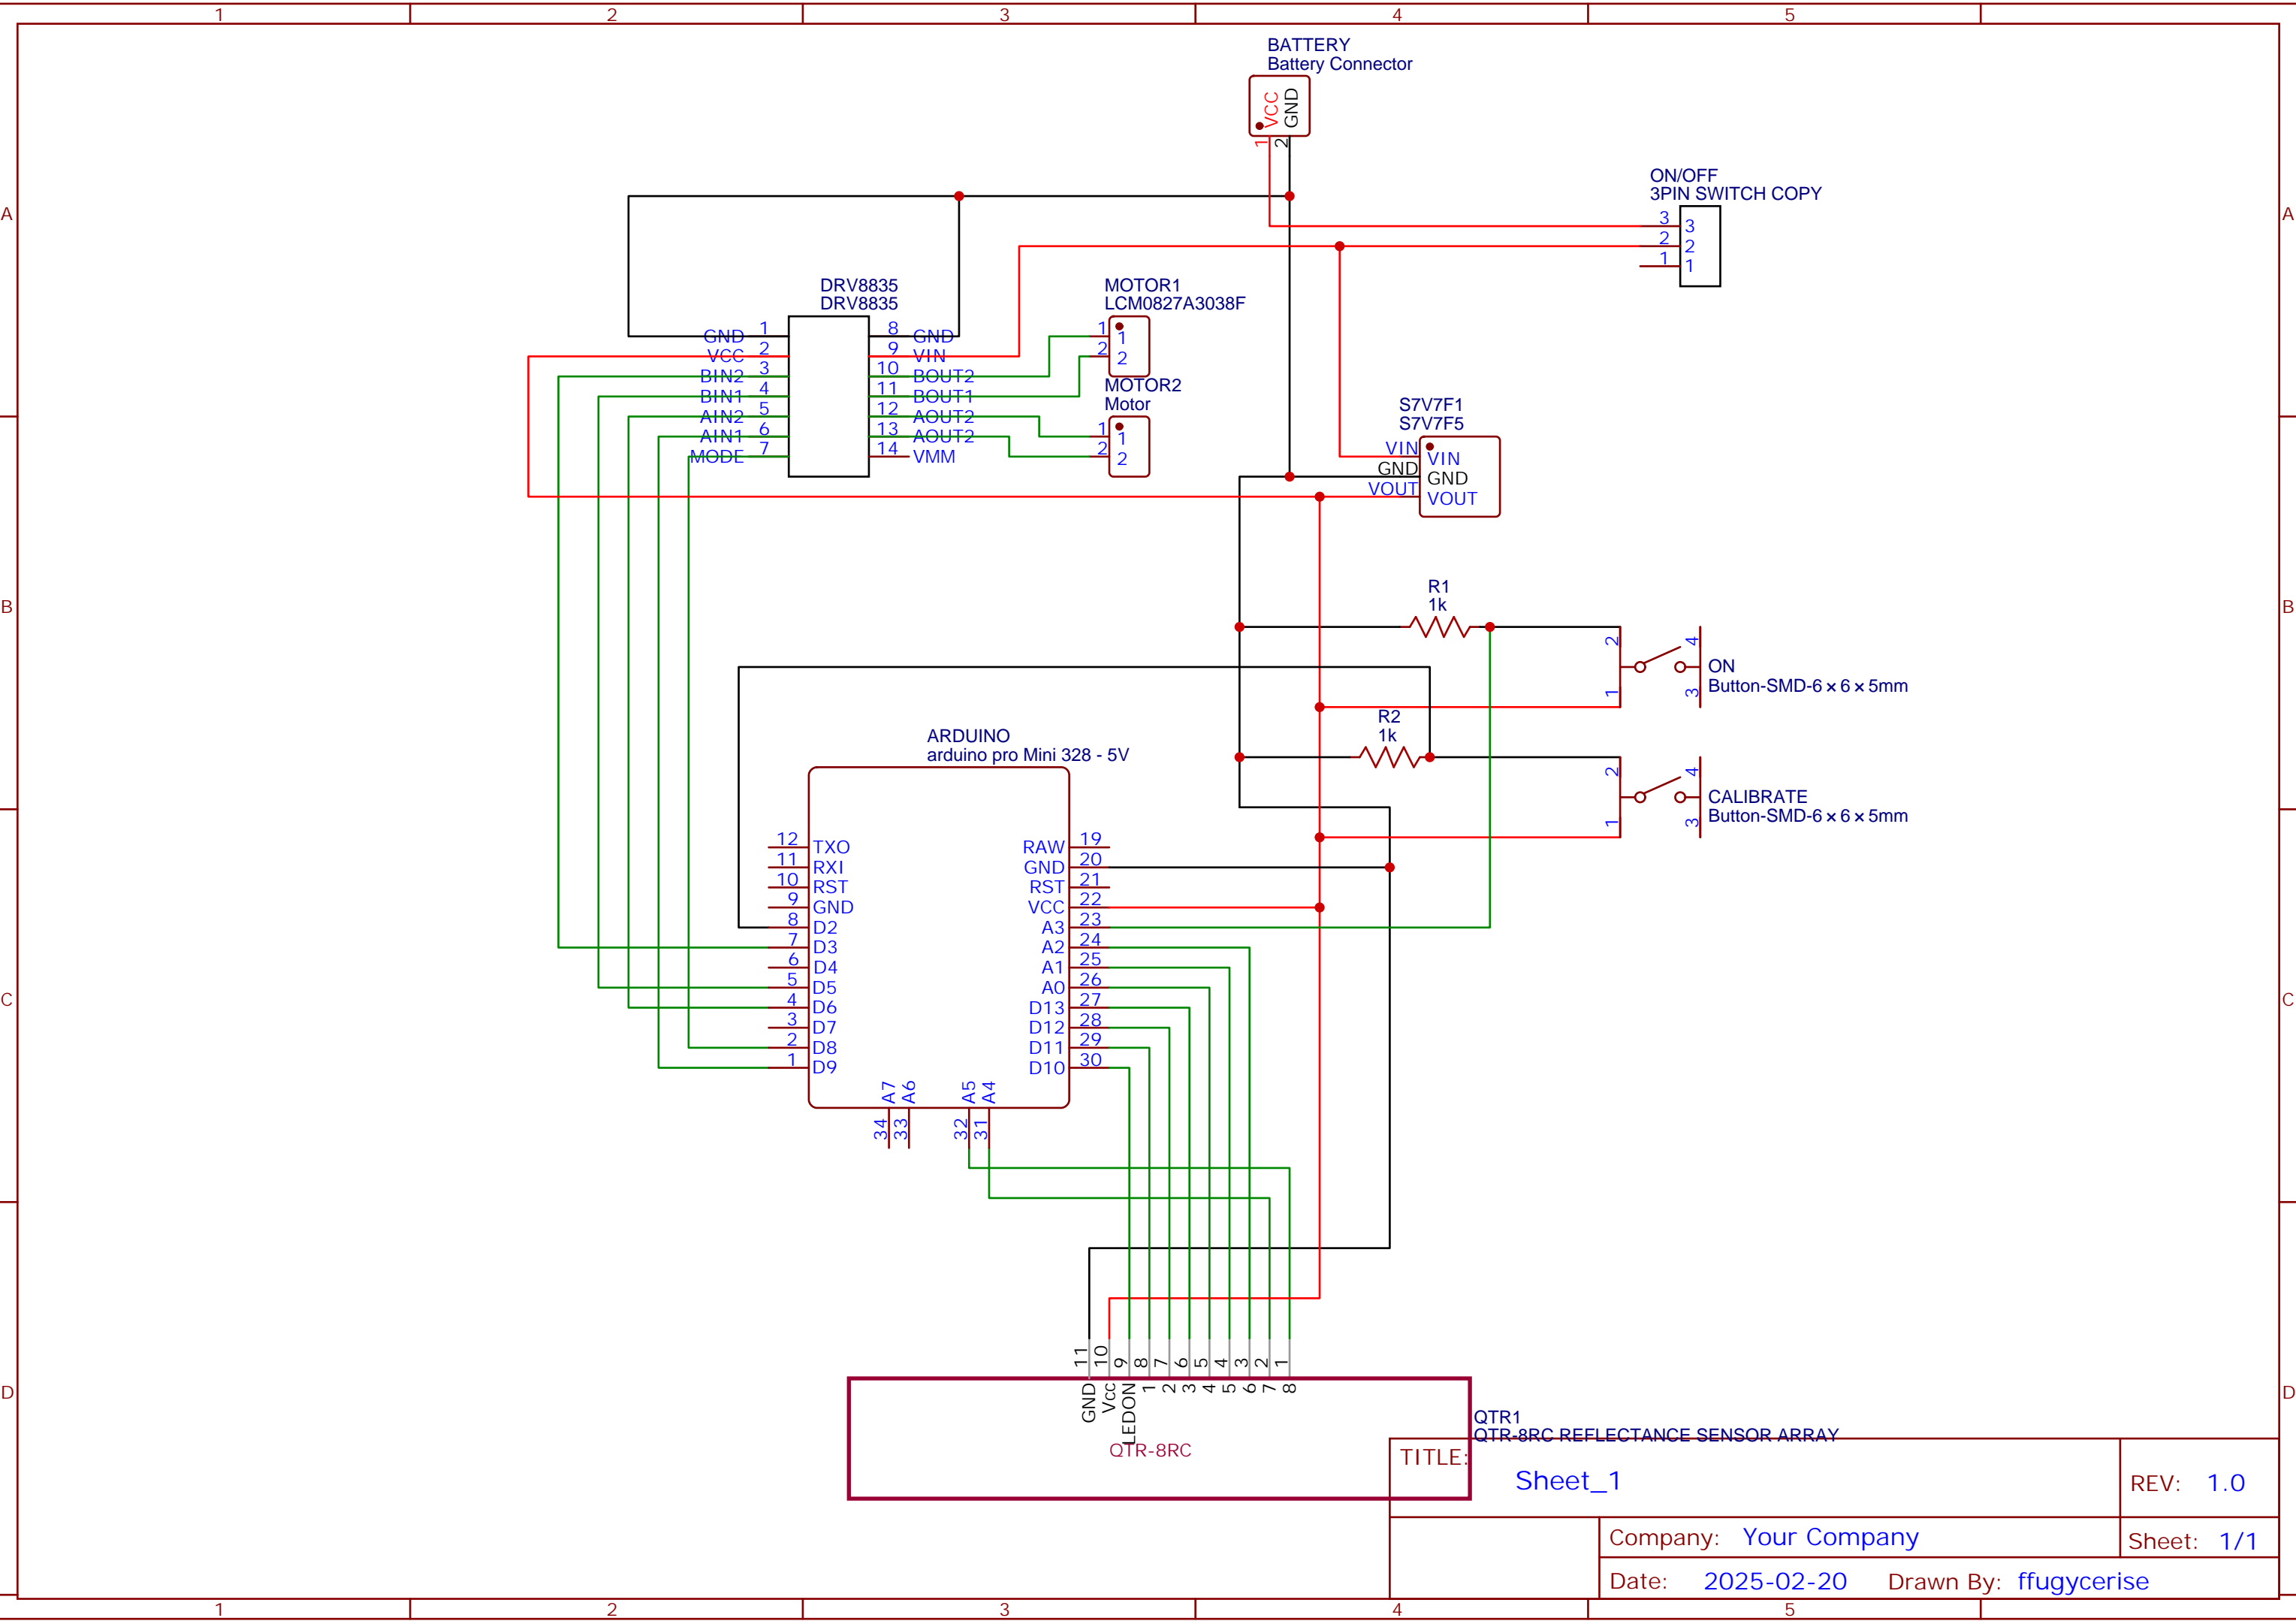 1 2 3 4 5
BATTERY
Battery Connector
VCC GND
1 2
ON/OFF
3PIN SWITCH COPY
3 3
2 2
1 1
A A
DRV8835
DRV8835
GND 1 8 GND
VCC 2 9 VIN
BIN2 3 10 BOUT2
BIN1 4 11 BOUT1
AIN2 5 12 AOUT2
AIN1 6 13 AOUT2
MODE 7 14 VMM
MOTOR1
LCM0827A3038F
1 1
2 2
MOTOR2
Motor
1 1
2 2
S7V7F1
S7V7F5
VIN VIN
GND GND
VOUT VOUT
B B
R1
1k
2 4
1 3
ON
Button-SMD-6×6×5mm
R2
1k
2 4
1 3
CALIBRATE
Button-SMD-6×6×5mm
ARDUINO
arduino pro Mini 328 - 5V
12 TXO RAW 19
11 RXI GND 20
10 RST RST 21
9 GND VCC 22
8 D2 A3 23
7 D3 A2 24
6 D4 A1 25
5 D5 A0 26
4 D6 D13 27
3 D7 D12 28
2 D8 D11 29
1 D9 D10 30
A7 A6 A5 A4
34 33 32 31
C C
11 10 9 8 7 6 5 4 3 2 1
GND Vcc LEDON 1 2 3 4 5 6 7 8
QTR-8RC
D D
QTR1
QTR-8RC REFLECTANCE SENSOR ARRAY
TITLE:
Sheet_1
REV: 1.0
Company: Your Company
Sheet: 1/1
Date: 2025-02-20 Drawn By: ffugycerise
1 2 3 4 5